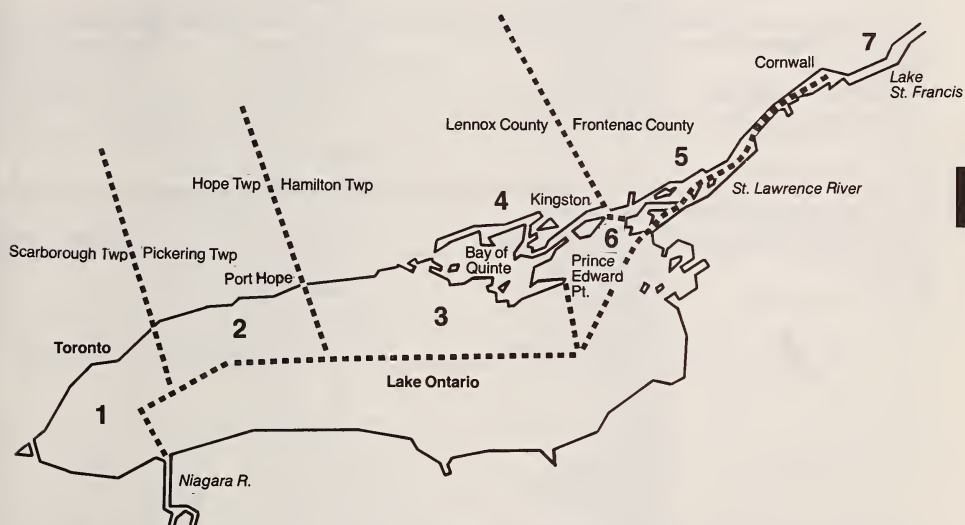 7
Cornwall
Lake
St. Francis
Lennox County
Frontenac County
5
St. Lawrence River
Hope Twp
Hamilton Twp
4
Kingston
6
Scarborough Twp
Pickering Twp
Bay of
Quinte
Prince
Edward
Pt.
Port Hope
2
3
Toronto
Lake Ontario
1
Niagara R.